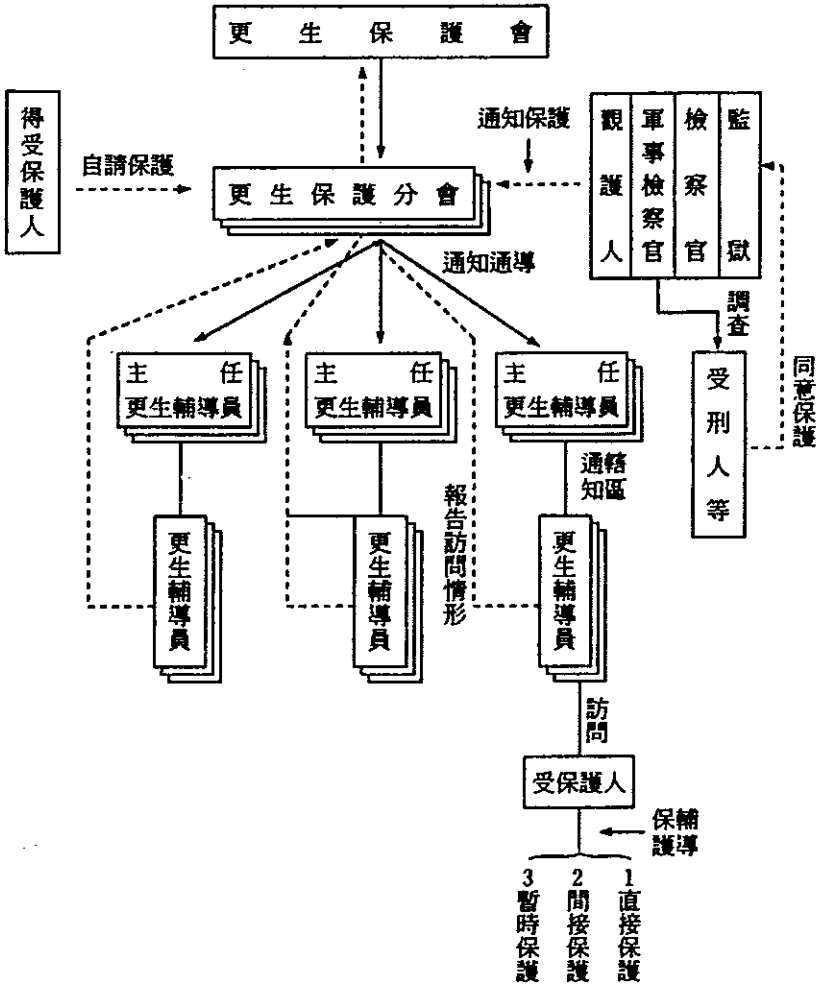 更生保護會
得受保護人
自請保護
通知保護
更生保護分會
監獄
檢察官
軍事檢察官
觀護人
通知通導
調查
受刑人等
同意保護
主任
更生輔導員
主任
更生輔導員
主任
更生輔導員
轄區
通知
更生輔導員
更生輔導員
報告訪問情形
更生輔導員
訪問
受保護人
輔導
保護
1直接保護
2間接保護
3暫時保護